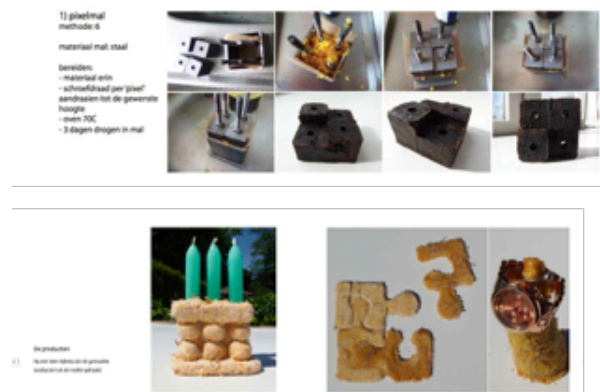 1) pixelmal
methode: 6
materiaal mal: staal
bereiden:
- materiaal erin
- schroefdraad per 'pixel'
aandraaien tot de gewenste
hoogte
- oven 70C
- 3 dagen drogen in mal
De producten